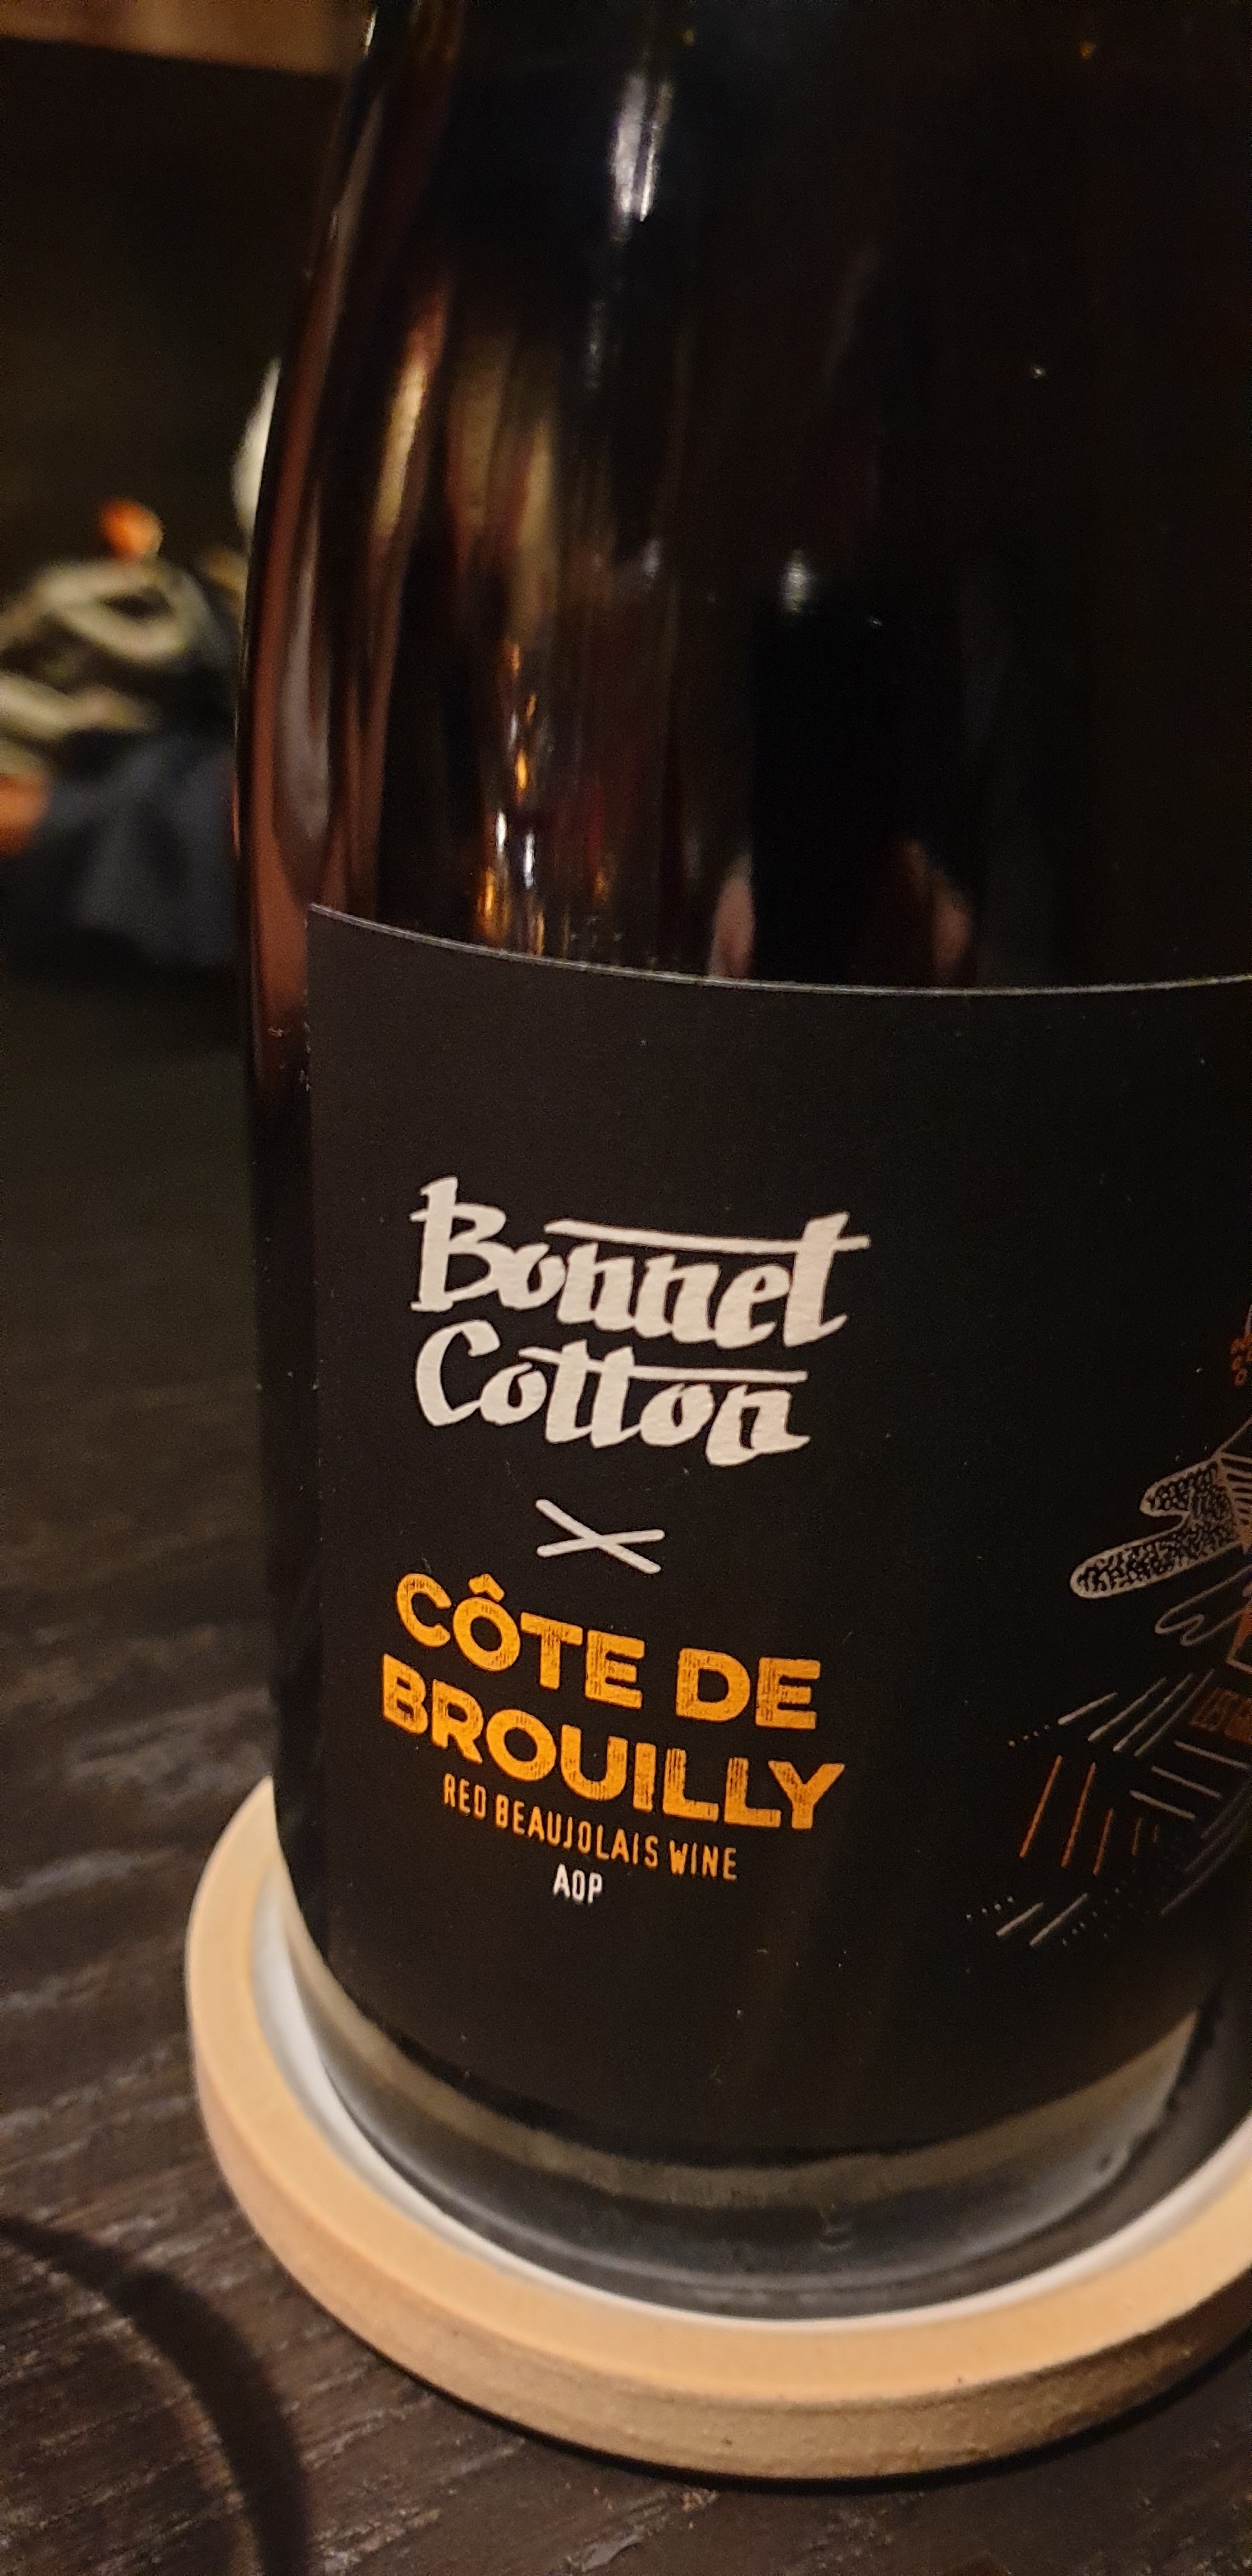 Bonnet
Cotton
CÔTE DE
BROUILLY
RED BEAUJOLAIS WINE
AOP